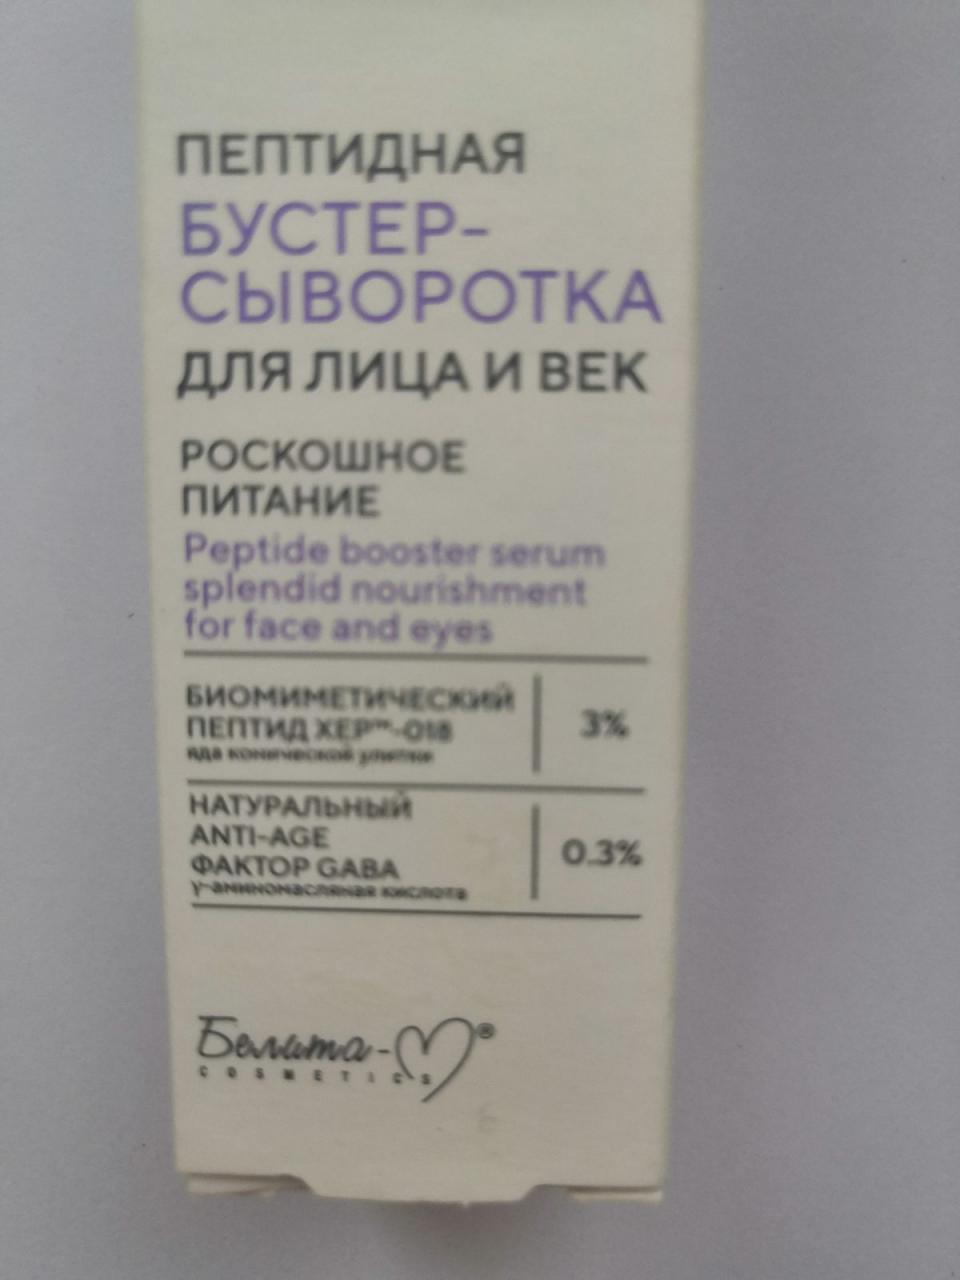 ПЕПТИДНАЯ
БУСТЕР-
СЫВОРОТКА
ДЛЯ ЛИЦА И ВЕК
РОСКОШНОЕ
ПИТАНИЕ
Peptide booster serum
splendid nourishment
for face and eyes
БИОМИМЕТИЧЕСКИЙ
ПЕПТИД XEP™-018
яда конической улитки
3%
НАТУРАЛЬНЫЙ
ANTI-AGE
ФАКТОР GABA
γ-аминомасляная кислота
0.3%
Белита-М®
COSMETICS